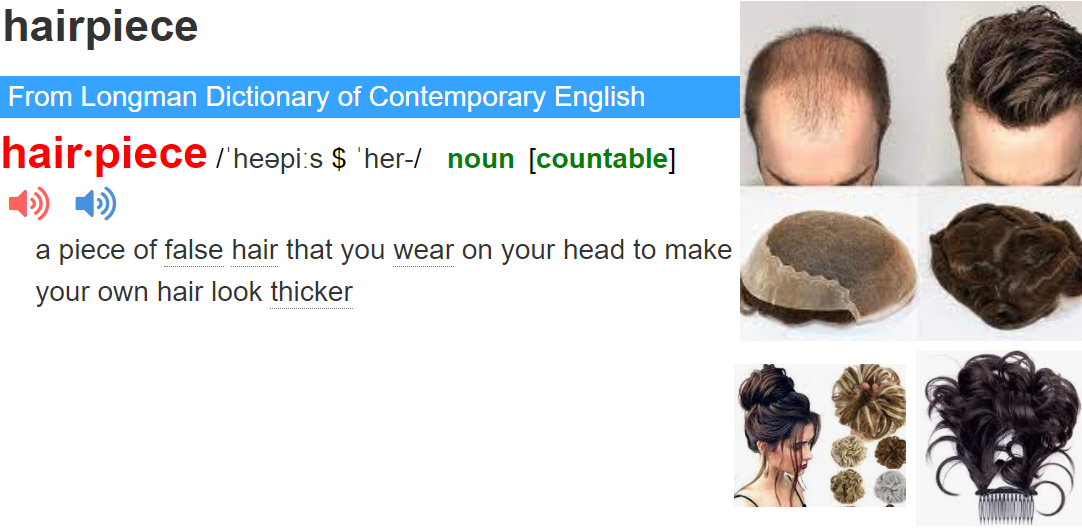 hairpiece
From Longman Dictionary of Contemporary English
hair•piece /ˈheəpiːs $ ˈher-/ noun [countable]
a piece of false hair that you wear on your head to make
your own hair look thicker